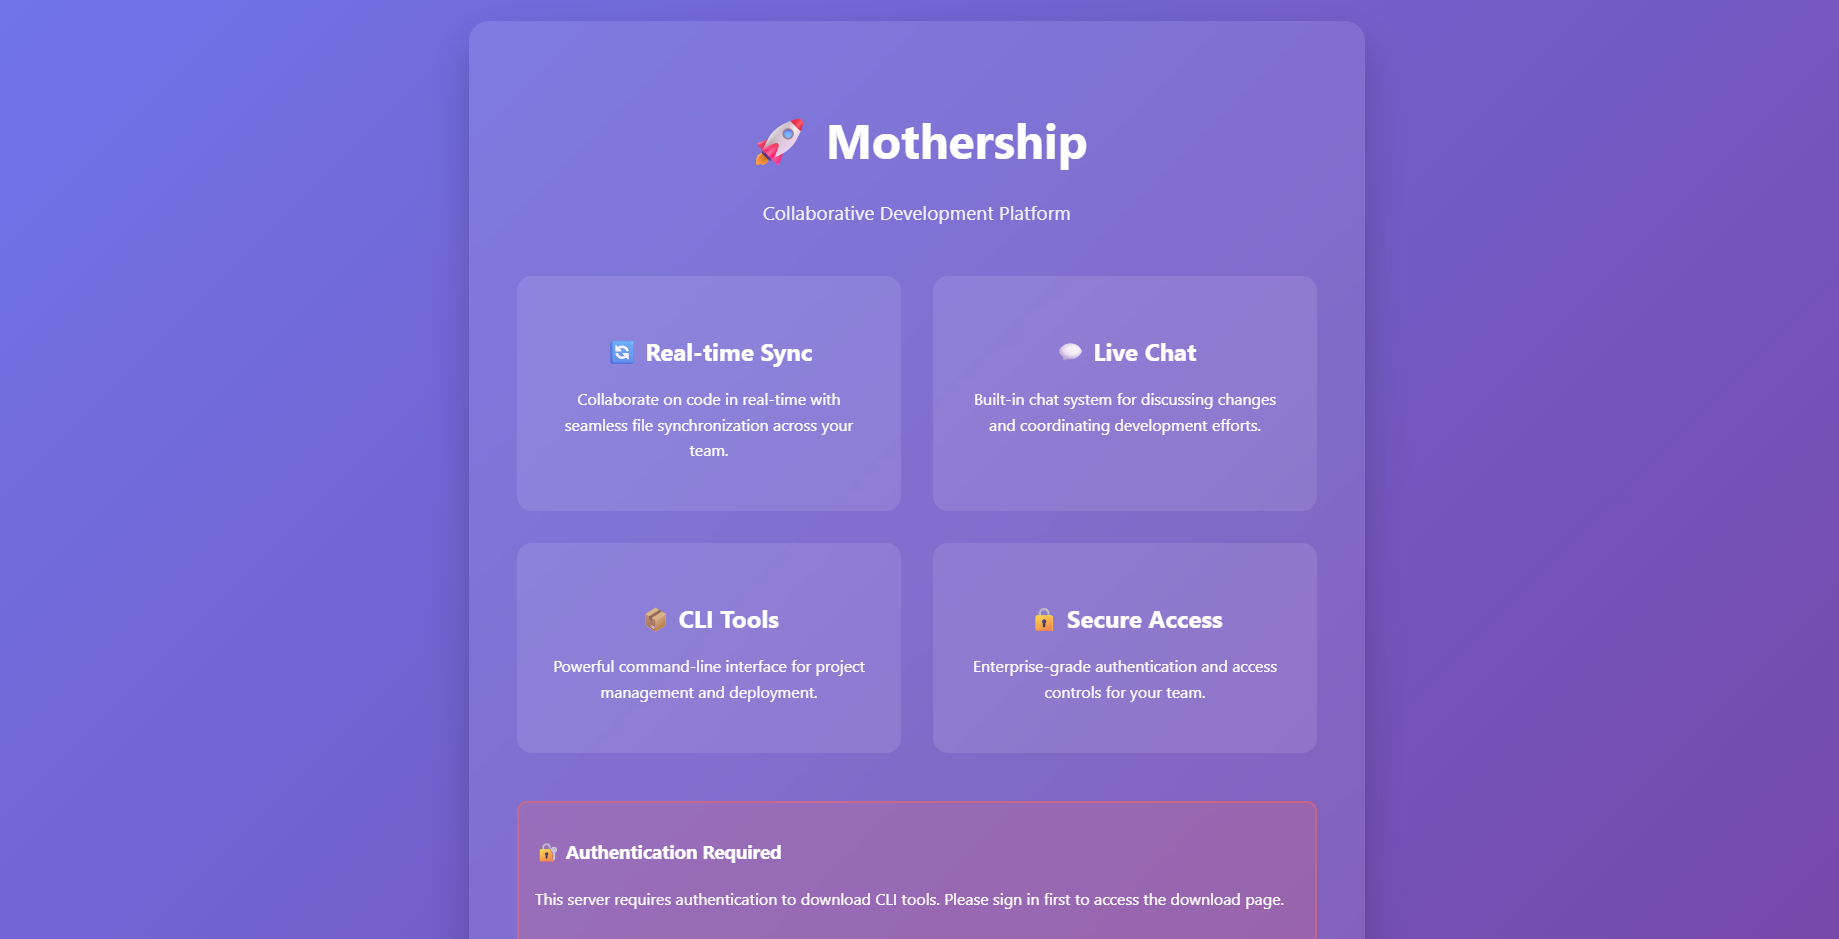 🚀 Mothership
Collaborative Development Platform
🔄 Real-time Sync
Collaborate on code in real-time with
seamless file synchronization across your
team.
💬 Live Chat
Built-in chat system for discussing changes
and coordinating development efforts.
📦 CLI Tools
Powerful command-line interface for project
management and deployment.
🔒 Secure Access
Enterprise-grade authentication and access
controls for your team.
🔐 Authentication Required
This server requires authentication to download CLI tools. Please sign in first to access the download page.